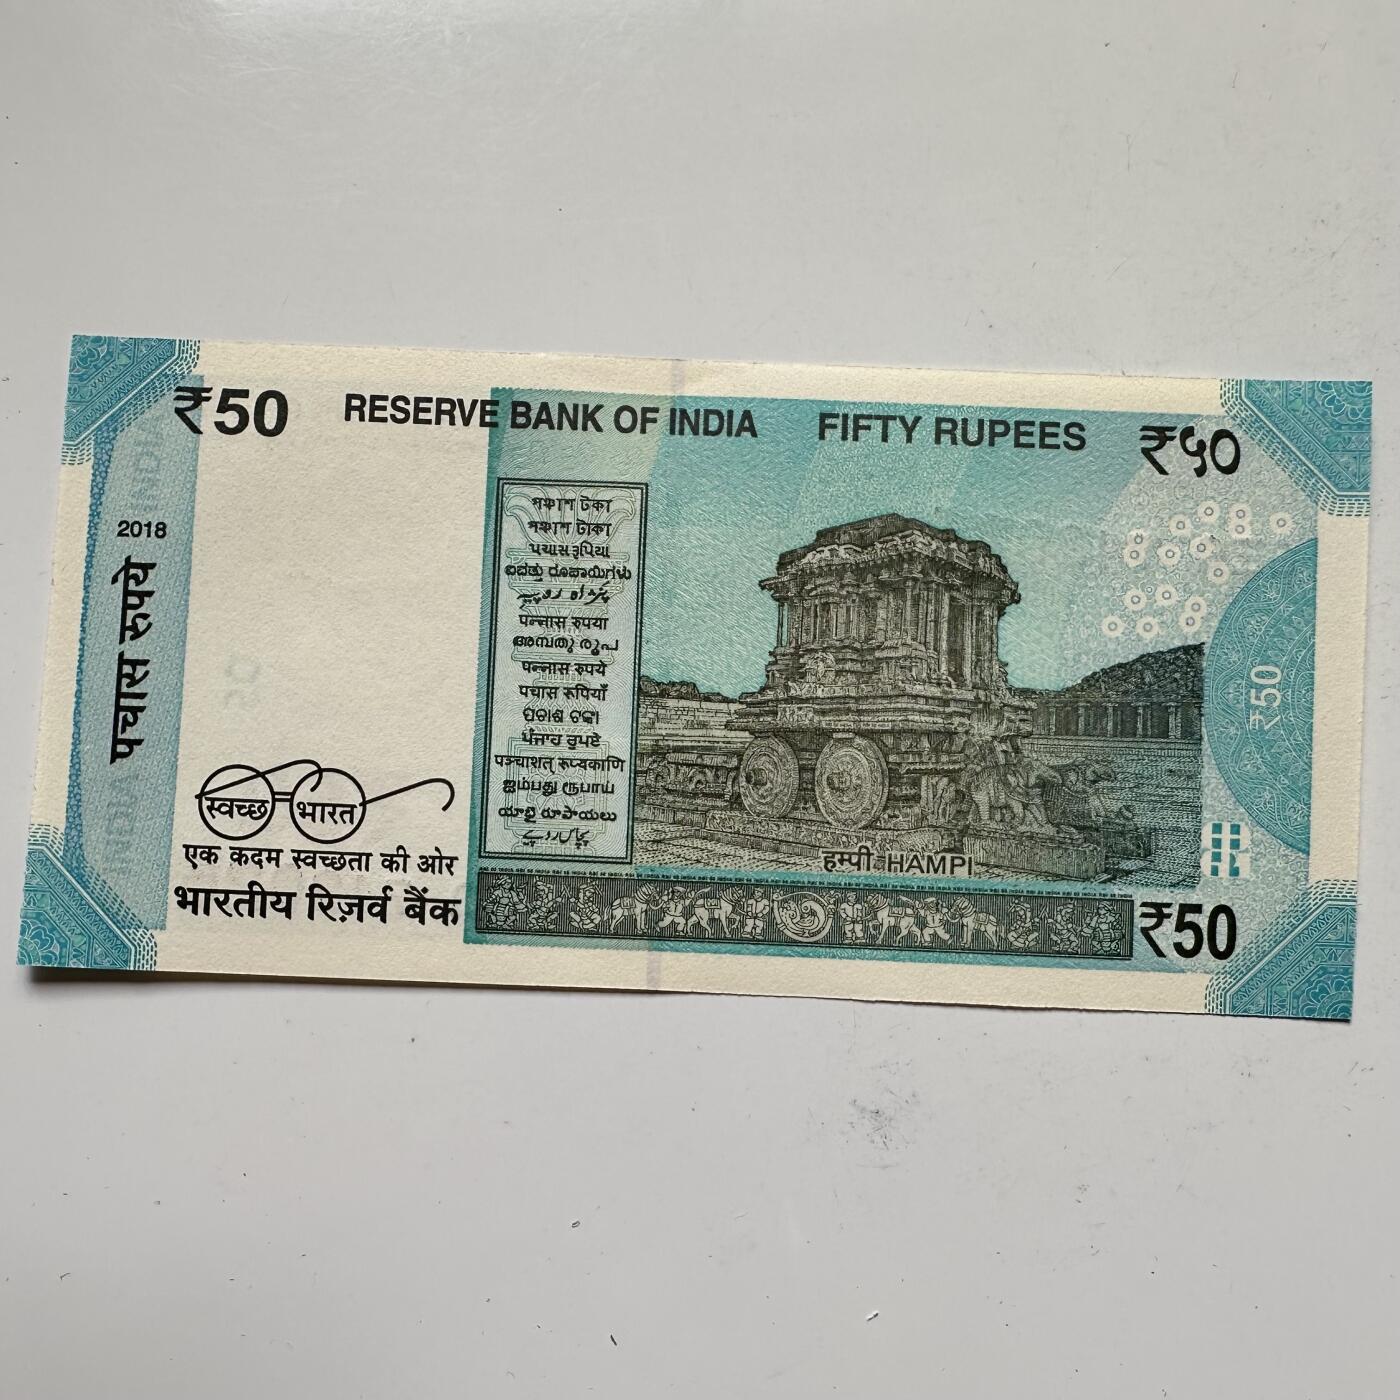 ₹50 RESERVE BANK OF INDIA FIFTY RUPEES ₹५०
2018
पचास रुपये
পঞ্চাশ টকা
পঞ্চাশ টাকা
પચાસ રૂપિયા
ಐವತ್ತು ರೂಪಾಯಿಗಳು
پَنٛژاہ روپیہِ
पन्नास रुपया
അമ്പതു രൂപ
पन्नास रुपये
पचास रूपियाँ
ପଚାଶ ଟଙ୍କା
ਪੰਜਾਹ ਰੁਪਏ
पञ्चाशत् रूप्यकाणि
ஐம்பது ரூபாய்
యాభై రూపాయలు
پچاس روپے
₹50
स्वच्छ भारत
एक कदम स्वच्छता की ओर
भारतीय रिज़र्व बैंक
हम्पी HAMPI
₹50